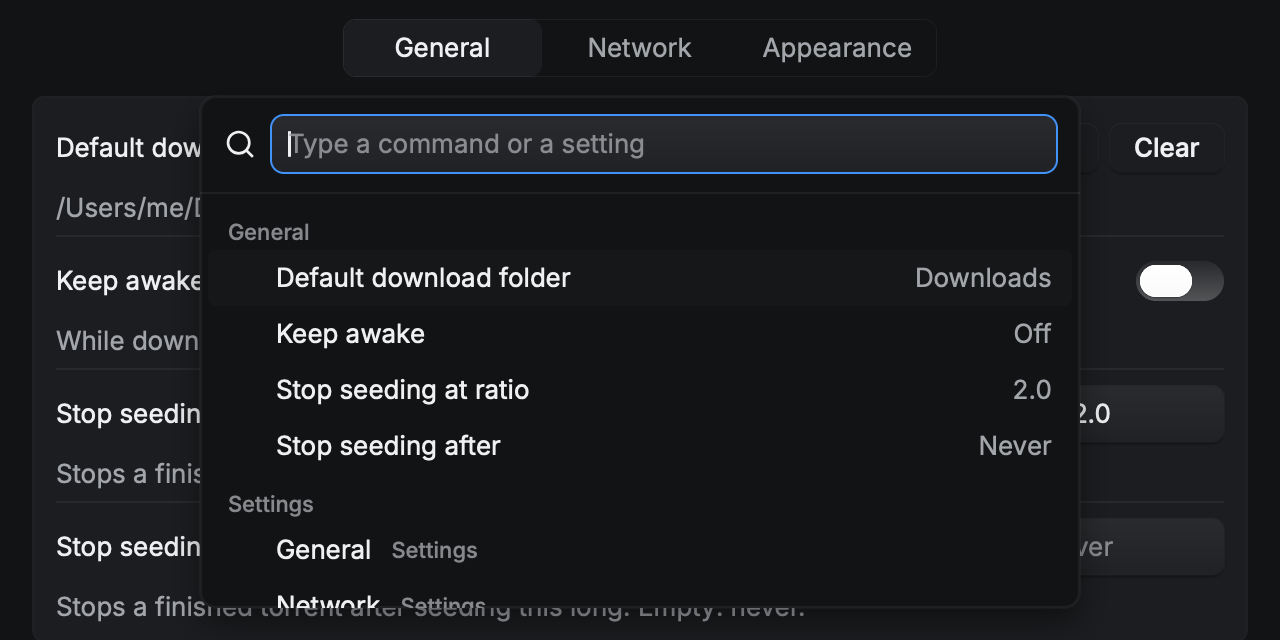 General Network Appearance
Type a command or a setting
Default dow
Clear
/Users/me/
General
Default download folder Downloads
Keep awake
Keep awake Off
While down
Stop seeding at ratio 2.0
Stop seedin
2.0
Stop seeding after Never
Stops a finis
Settings
Stop seedin
General Settings
ver
Network Settings
Stops a finished torrent after seeding this long. Empty: never.